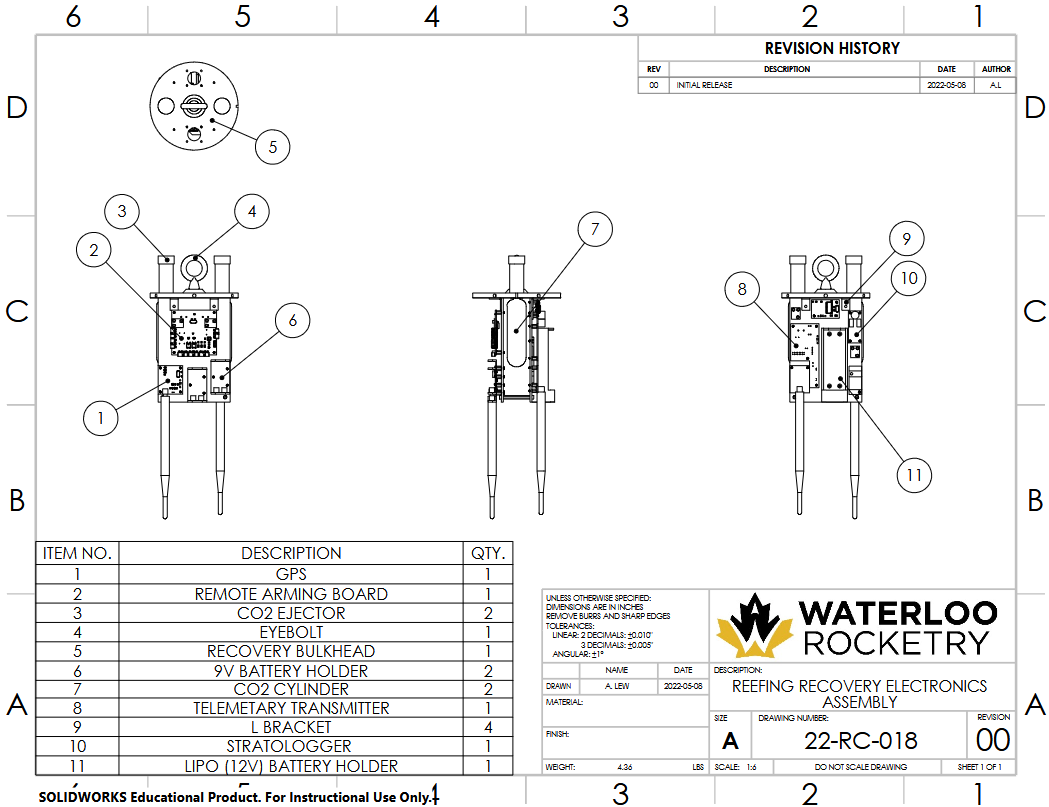 6 5 4 3 2 1
REVISION HISTORY
REV DESCRIPTION DATE AUTHOR
00 INITIAL RELEASE 2022-05-08 A.L
D D
5
3 4 7 9
2 8 10
C C
6
1
11
B B
ITEM NO. DESCRIPTION QTY.
1 GPS 1
2 REMOTE ARMING BOARD 1
3 CO2 EJECTOR 2
4 EYEBOLT 1
5 RECOVERY BULKHEAD 1
6 9V BATTERY HOLDER 2
7 CO2 CYLINDER 2
8 TELEMETARY TRANSMITTER 1
9 L BRACKET 4
10 STRATOLOGGER 1
11 LIPO (12V) BATTERY HOLDER 1
A A
UNLESS OTHERWISE SPECIFIED:
DIMENSIONS ARE IN INCHES
REMOVE BURRS AND SHARP EDGES
TOLERANCES:
LINEAR: 2 DECIMALS: ±0.010"
3 DECIMALS: ±0.005"
ANGULAR: ±1°
NAME DATE
DRAWN A. LEW 2022-05-08
MATERIAL:
FINISH:
WEIGHT: 4.36 LBS
WATERLOO
ROCKETRY
DESCRIPTION:
REEFING RECOVERY ELECTRONICS
ASSEMBLY
SIZE DRAWING NUMBER: REVISION
A 22-RC-018 00
SCALE: 1:6 DO NOT SCALE DRAWING SHEET 1 OF 1
SOLIDWORKS Educational Product. For Instructional Use Only.
6 5 4 3 2 1